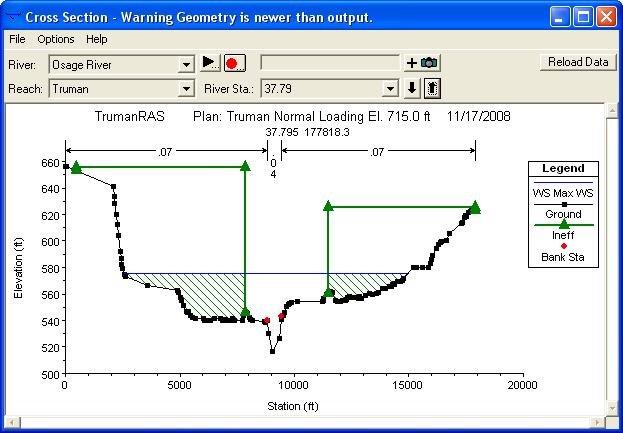 Cross Section - Warning Geometry is newer than output.
File Options Help
River: Osage River Reload Data
Reach: Truman River Sta.: 37.79
TrumanRAS Plan: Truman Normal Loading El. 715.0 ft 11/17/2008
37.795 177818.3
.07 .04 .07
Legend
WS Max WS
Ground
Ineff
Bank Sta
660
640
620
600
580
560
540
520
500
Elevation (ft)
0 5000 10000 15000 20000
Station (ft)